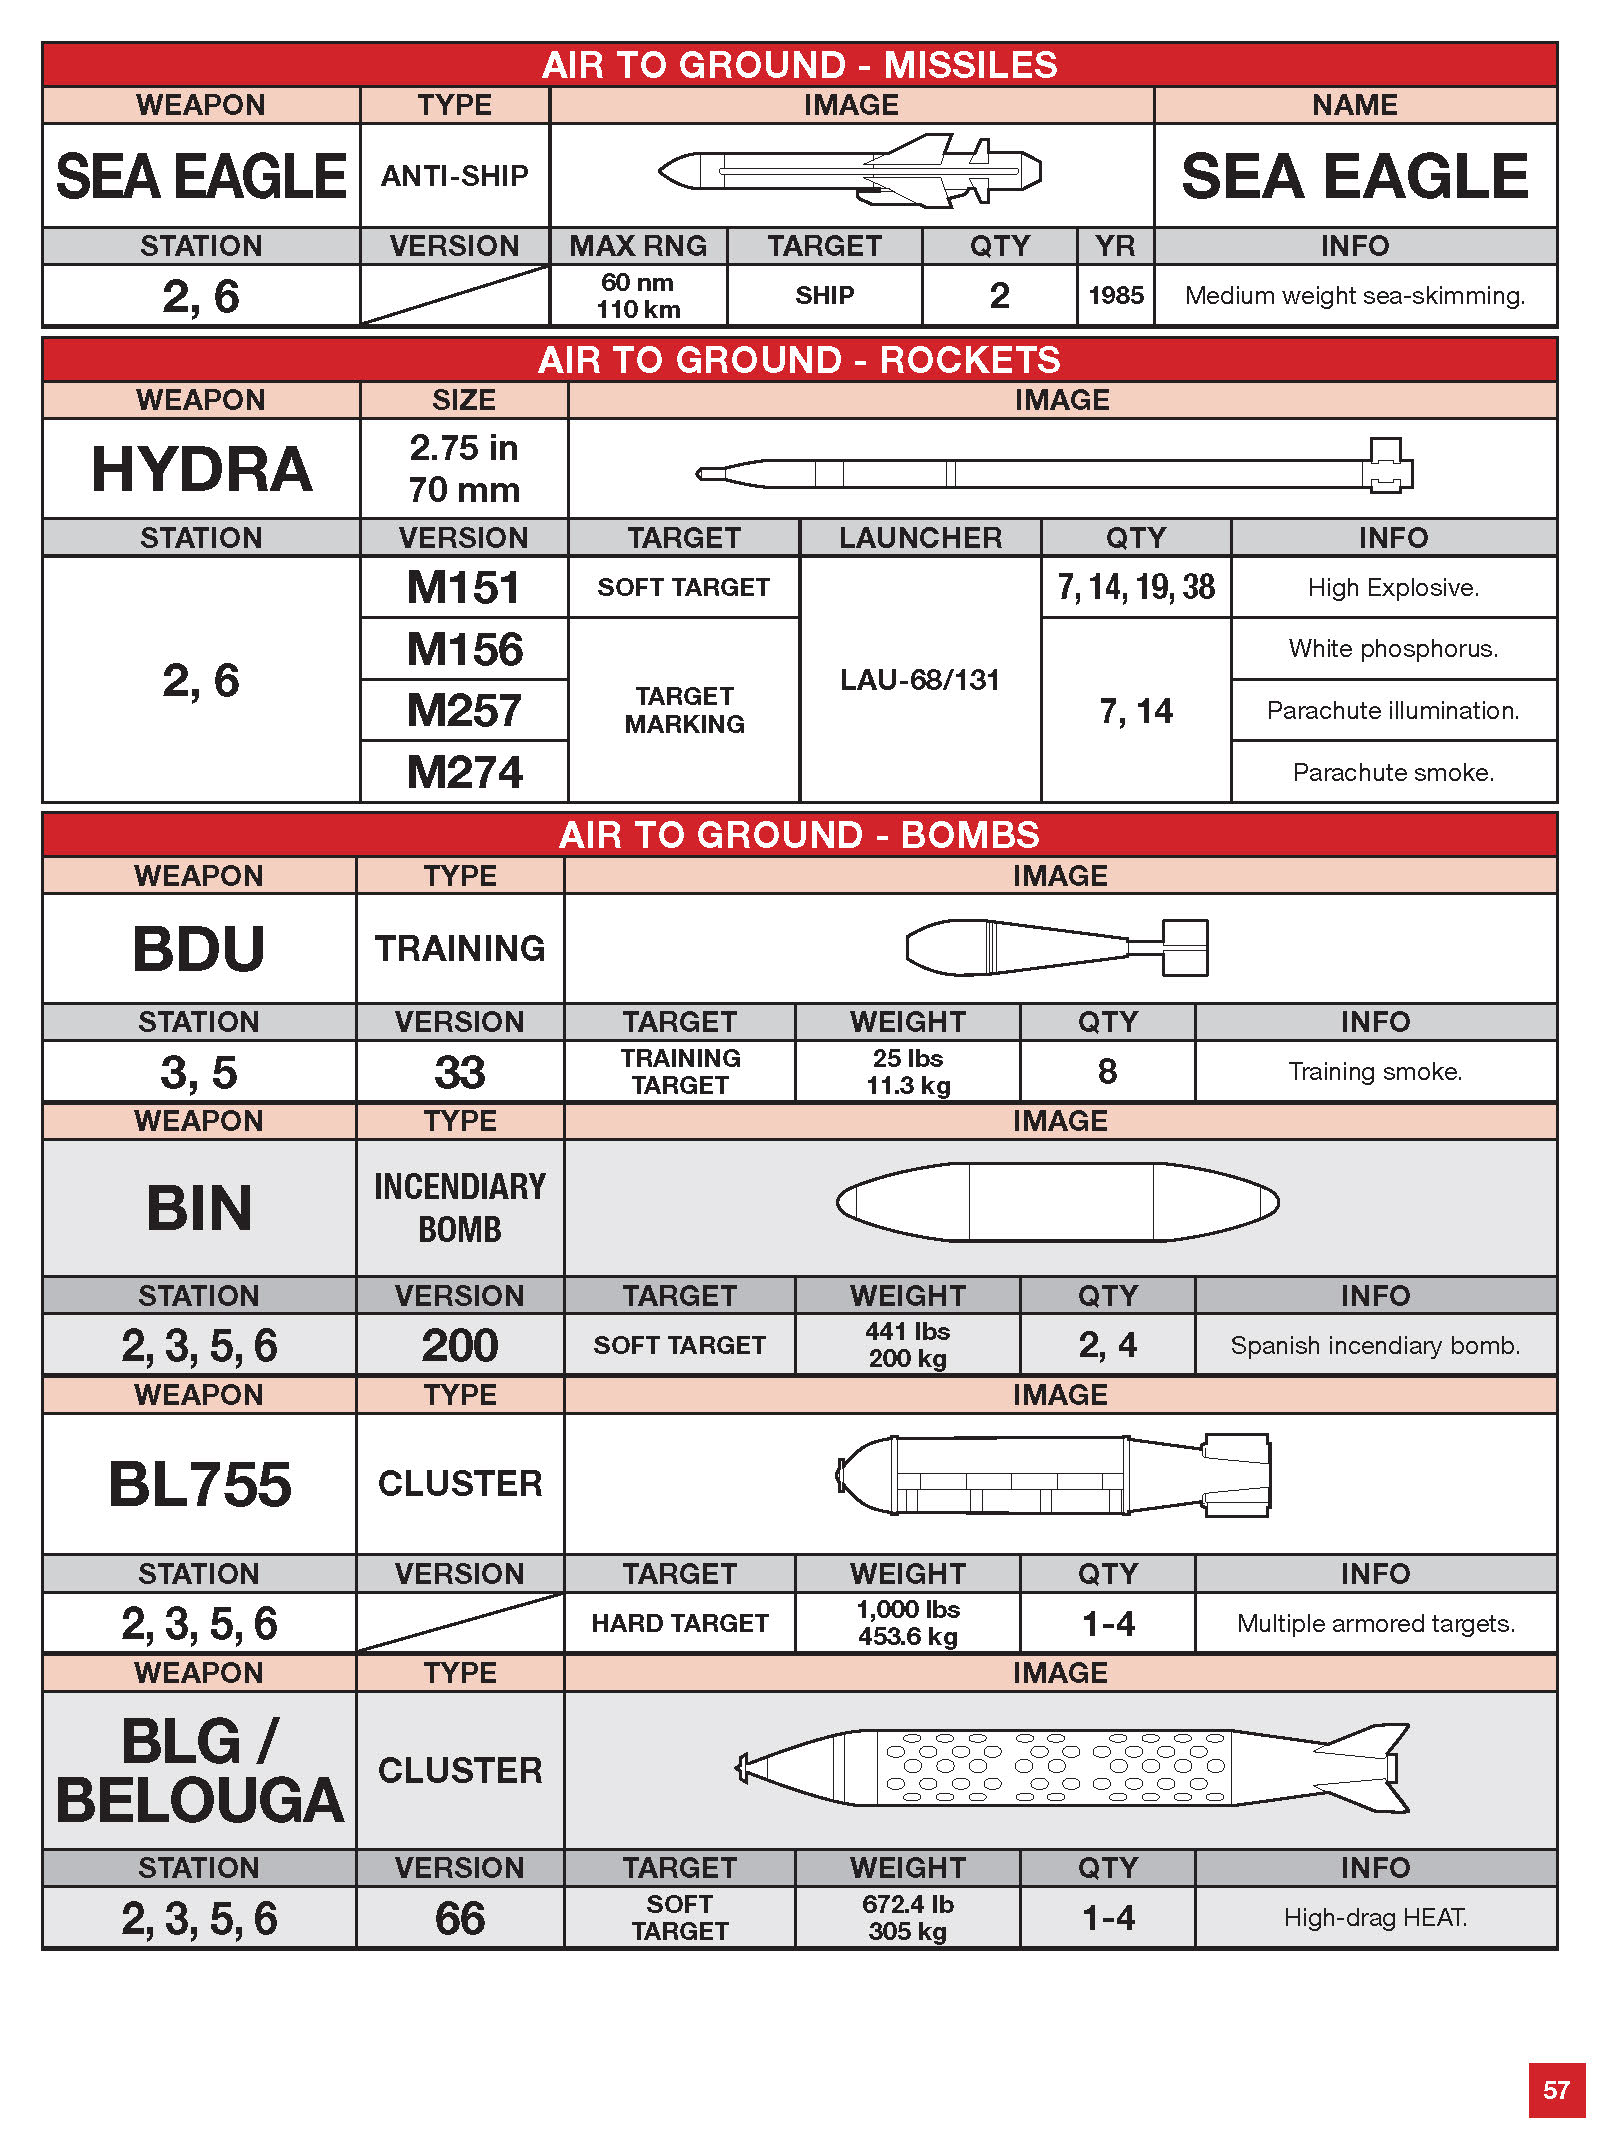 AIR TO GROUND - MISSILES
WEAPON TYPE IMAGE NAME
SEA EAGLE ANTI-SHIP SEA EAGLE
STATION VERSION MAX RNG TARGET QTY YR INFO
2, 6 60 nm 110 km SHIP 2 1985 Medium weight sea-skimming.
AIR TO GROUND - ROCKETS
WEAPON SIZE IMAGE
HYDRA 2.75 in 70 mm
STATION VERSION TARGET LAUNCHER QTY INFO
2, 6 M151 SOFT TARGET LAU-68/131 7, 14, 19, 38 High Explosive.
M156 TARGET MARKING 7, 14 White phosphorus.
M257 Parachute illumination.
M274 Parachute smoke.
AIR TO GROUND - BOMBS
WEAPON TYPE IMAGE
BDU TRAINING
STATION VERSION TARGET WEIGHT QTY INFO
3, 5 33 TRAINING TARGET 25 lbs 11.3 kg 8 Training smoke.
WEAPON TYPE IMAGE
BIN INCENDIARY BOMB
STATION VERSION TARGET WEIGHT QTY INFO
2, 3, 5, 6 200 SOFT TARGET 441 lbs 200 kg 2, 4 Spanish incendiary bomb.
WEAPON TYPE IMAGE
BL755 CLUSTER
STATION VERSION TARGET WEIGHT QTY INFO
2, 3, 5, 6 HARD TARGET 1,000 lbs 453.6 kg 1-4 Multiple armored targets.
WEAPON TYPE IMAGE
BLG / BELOUGA CLUSTER
STATION VERSION TARGET WEIGHT QTY INFO
2, 3, 5, 6 66 SOFT TARGET 672.4 lb 305 kg 1-4 High-drag HEAT.
57